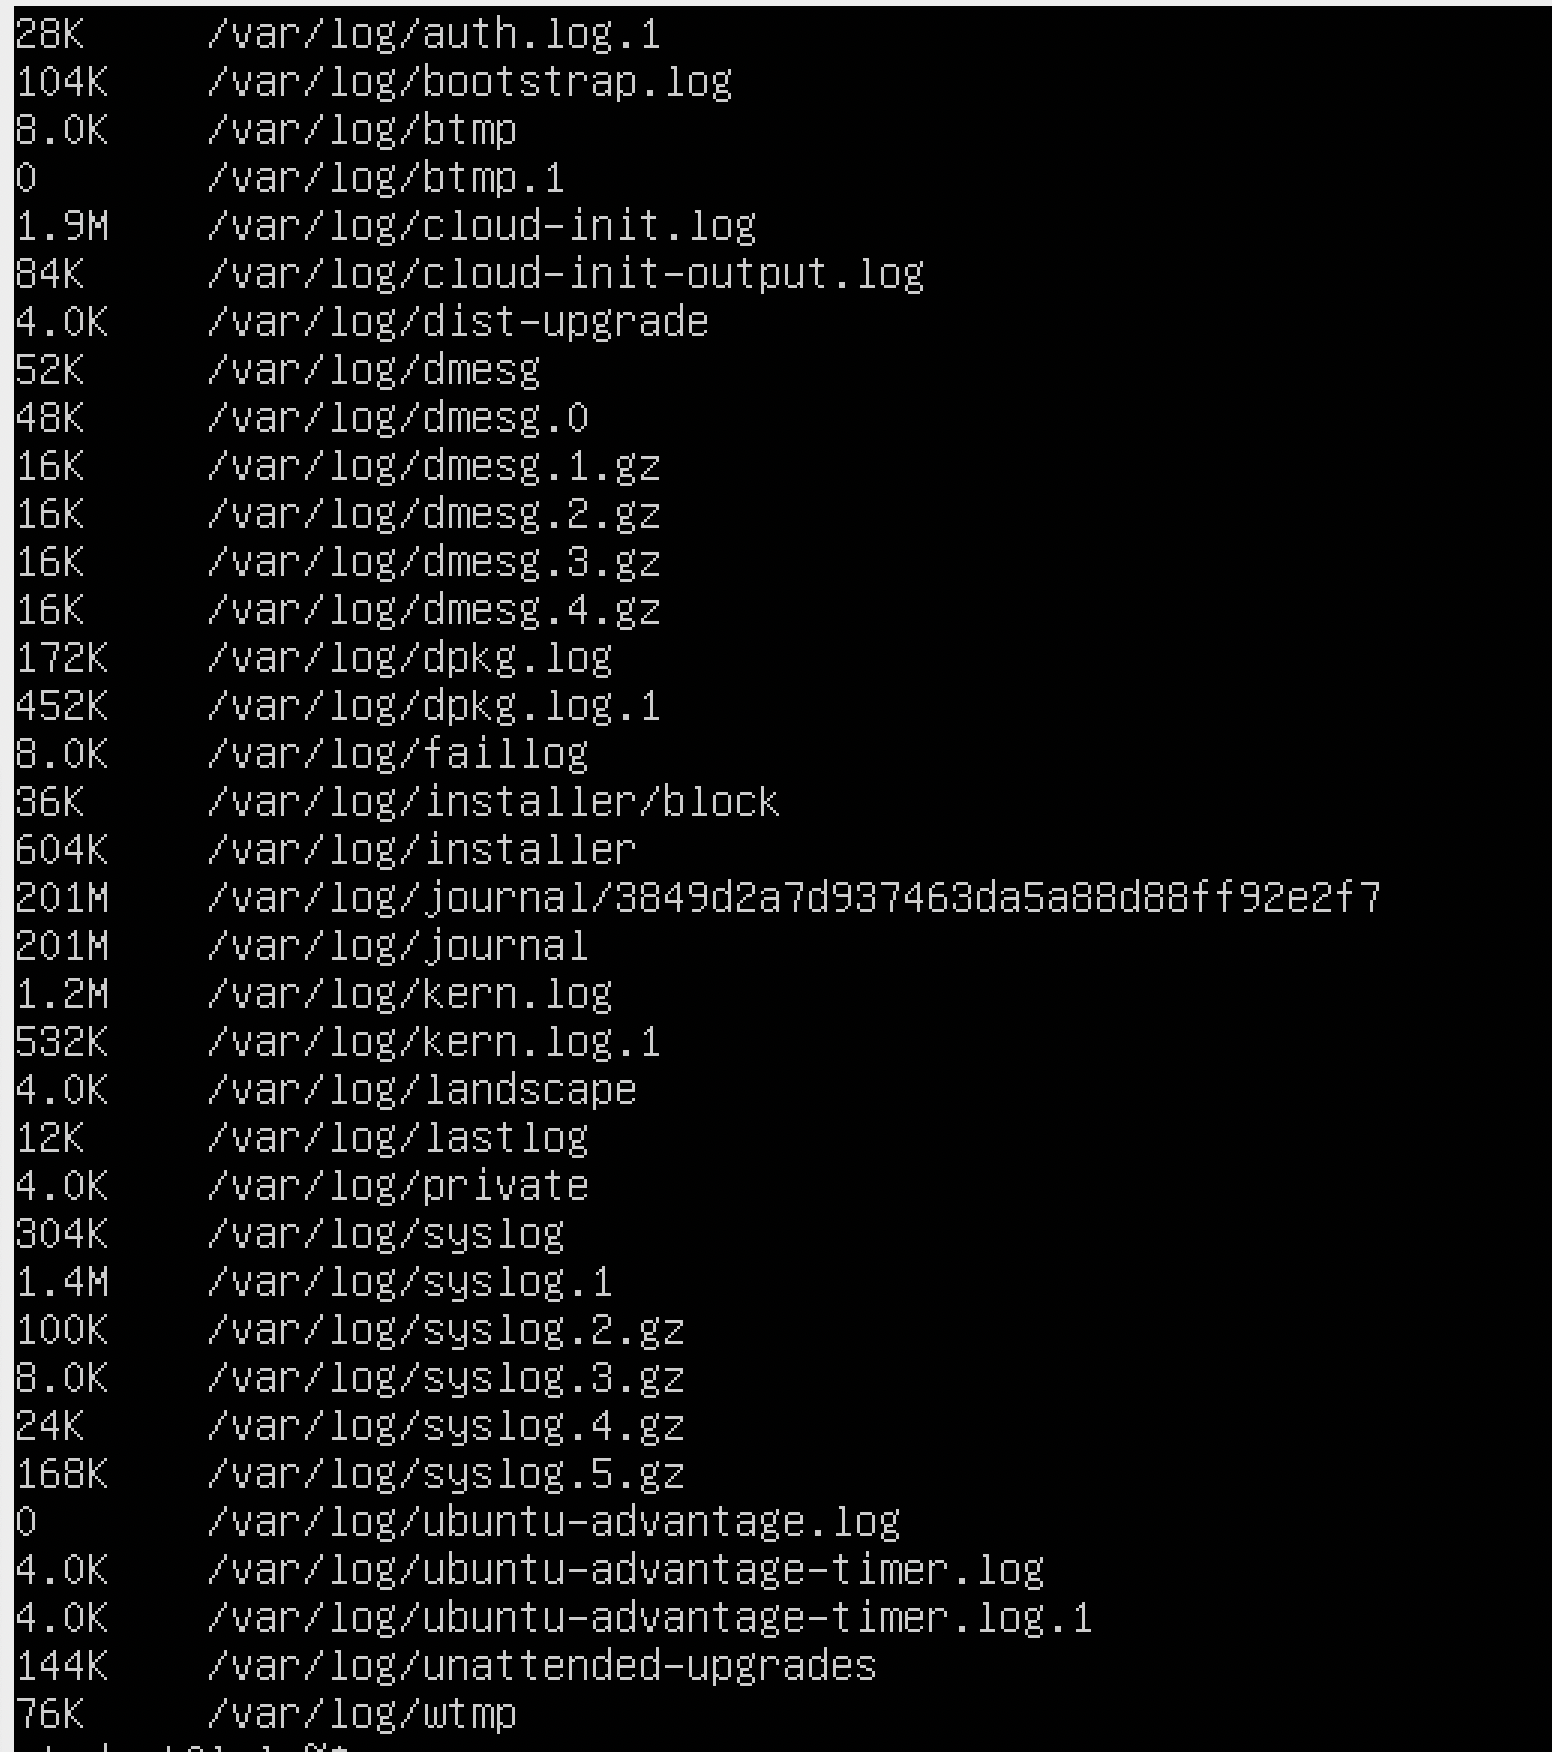 28K /var/log/auth.log.1
104K /var/log/bootstrap.log
8.0K /var/log/btmp
0 /var/log/btmp.1
1.9M /var/log/cloud-init.log
84K /var/log/cloud-init-output.log
4.0K /var/log/dist-upgrade
52K /var/log/dmesg
48K /var/log/dmesg.0
16K /var/log/dmesg.1.gz
16K /var/log/dmesg.2.gz
16K /var/log/dmesg.3.gz
16K /var/log/dmesg.4.gz
172K /var/log/dpkg.log
452K /var/log/dpkg.log.1
8.0K /var/log/faillog
36K /var/log/installer/block
604K /var/log/installer
201M /var/log/journal/3849d2a7d937463da5a88d88ff92e2f7
201M /var/log/journal
1.2M /var/log/kern.log
532K /var/log/kern.log.1
4.0K /var/log/landscape
12K /var/log/lastlog
4.0K /var/log/private
304K /var/log/syslog
1.4M /var/log/syslog.1
100K /var/log/syslog.2.gz
8.0K /var/log/syslog.3.gz
24K /var/log/syslog.4.gz
168K /var/log/syslog.5.gz
0 /var/log/ubuntu-advantage.log
4.0K /var/log/ubuntu-advantage-timer.log
4.0K /var/log/ubuntu-advantage-timer.log.1
144K /var/log/unattended-upgrades
76K /var/log/wtmp